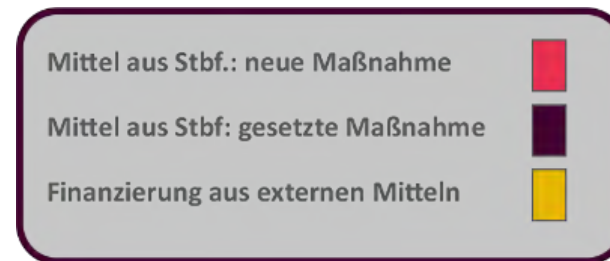 Mittel aus Stbf.: neue Maßnahme
Mittel aus Stbf: gesetzte Maßnahme
Finanzierung aus externen Mitteln